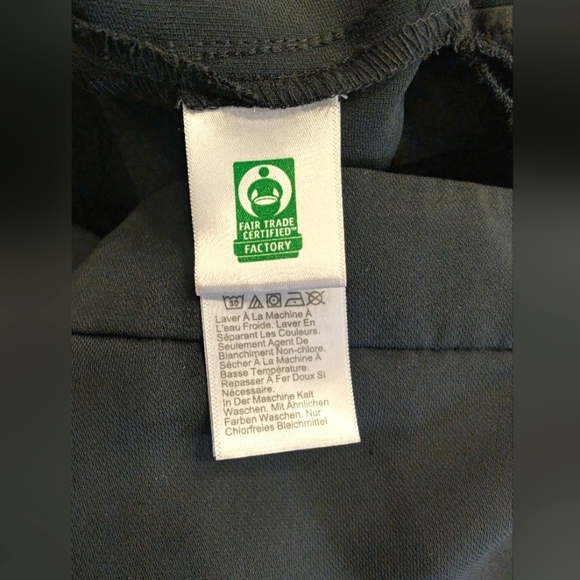 FAIR TRADE
CERTIFIED™
FACTORY
30
Laver À La Machine À
L'eau Froide. Laver En
Séparant Les Couleurs.
Seulement Agent De
Blanchiment Non-chlore.
Sécher À La Machine À
Basse Température.
Repasser À Fer Doux Si
Nécessaire.
In Der Maschine Kalt
Waschen. Mit Ähnlichen
Farben Waschen. Nur
Chlorfreies Bleichmittel